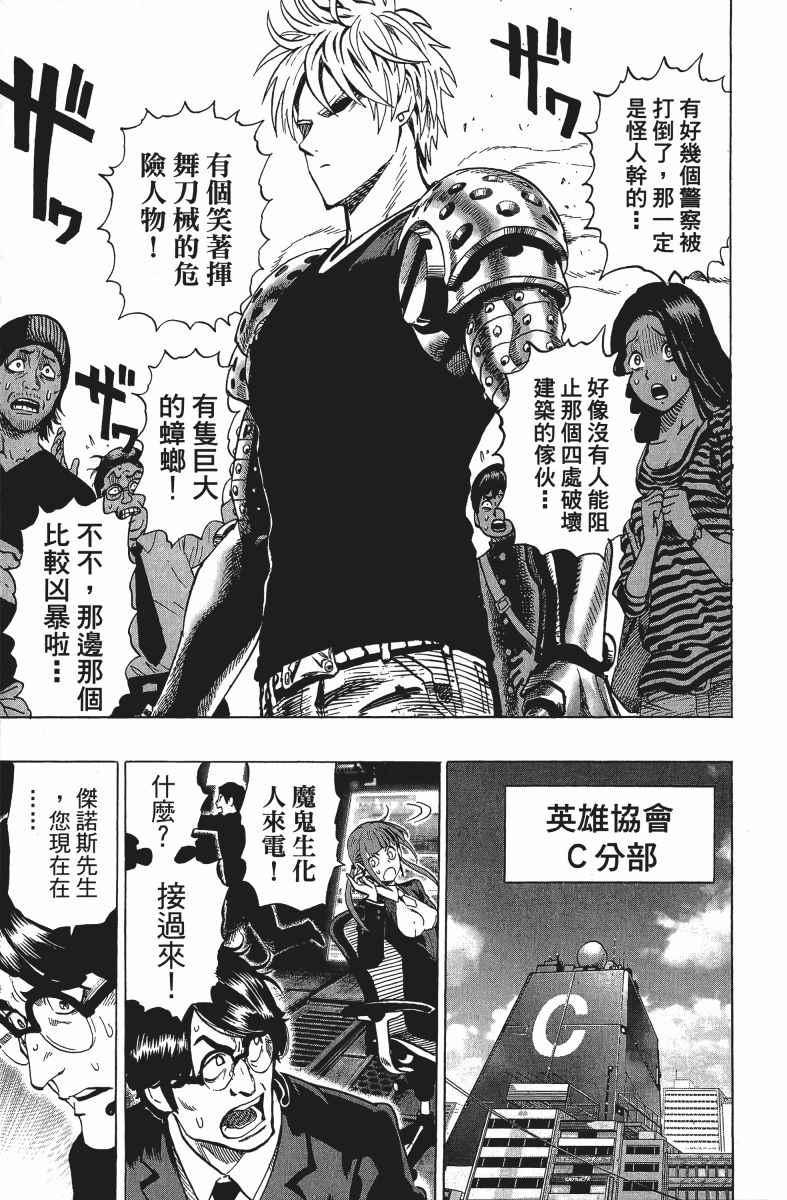 有好幾個警察被
打倒了，那一定
是怪人幹的…
ザワ
有個笑著揮
舞刀械的危
險人物！
ザワ
好像沒有人能阻
止那個四處破壞
建築的傢伙…
有隻巨大
的蟑螂！
ザワ
不不，那邊那個
比較凶暴啦…
英雄協會
C分部
C
魔鬼生化
人來電！
什麼？
接過來！
傑諾斯先生
，您現在在
……